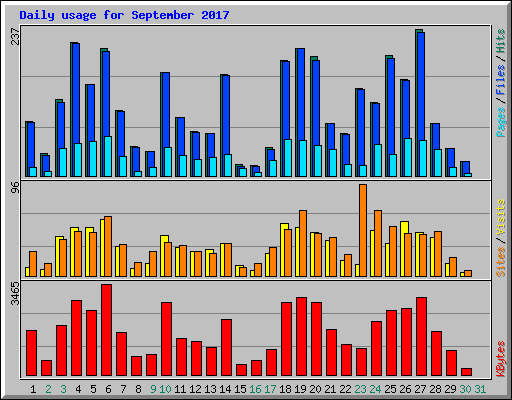 Daily usage for September 2017
237
Pages / Files / Hits
96
Sites / Visits
3465
KBytes
1 2 3 4 5 6 7 8 9 10 11 12 13 14 15 16 17 18 19 20 21 22 23 24 25 26 27 28 29 30 31